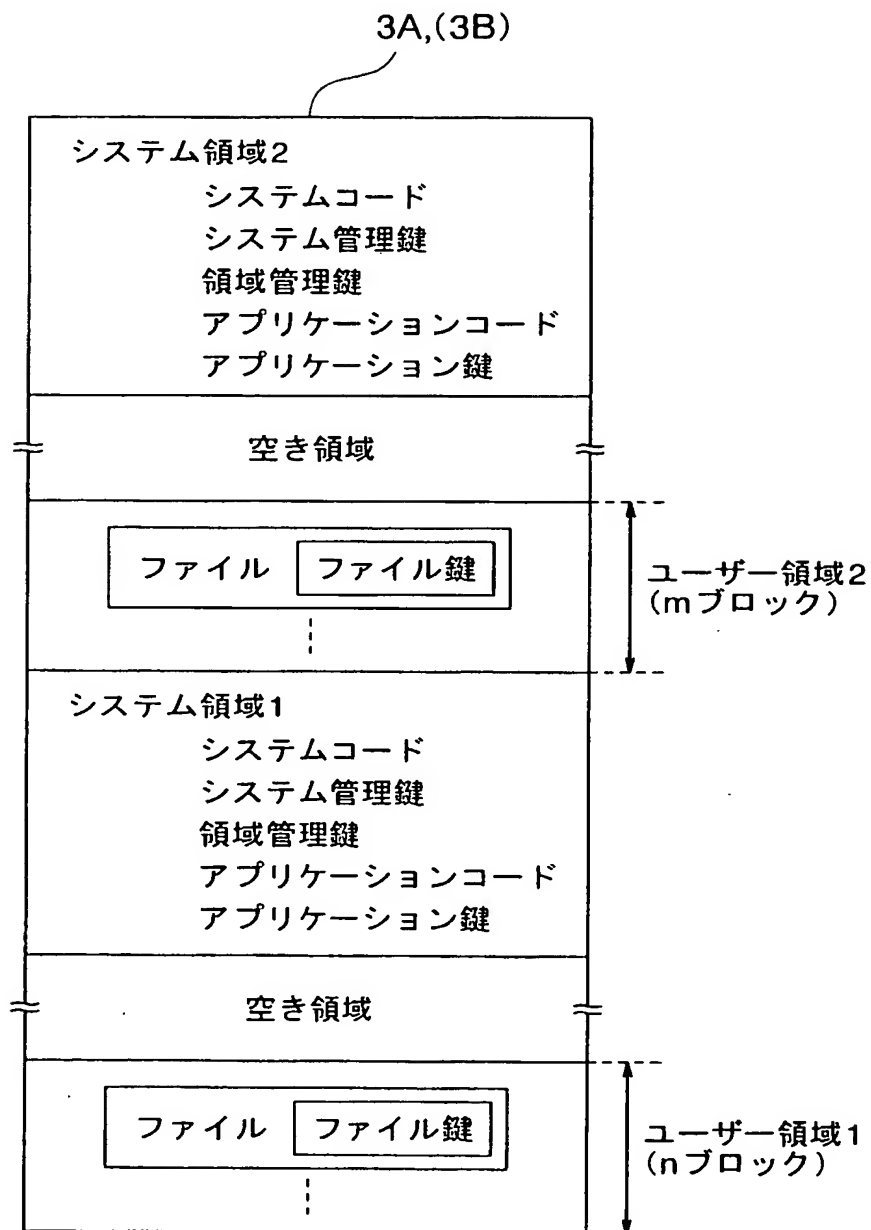 3A,(3B)
システム領域2
システムコード
システム管理鍵
領域管理鍵
アプリケーションコード
アプリケーション鍵
空き領域
ファイル ファイル鍵
ユーザー領域2
(mブロック)
システム領域1
システムコード
システム管理鍵
領域管理鍵
アプリケーションコード
アプリケーション鍵
空き領域
ファイル ファイル鍵
ユーザー領域1
(nブロック)